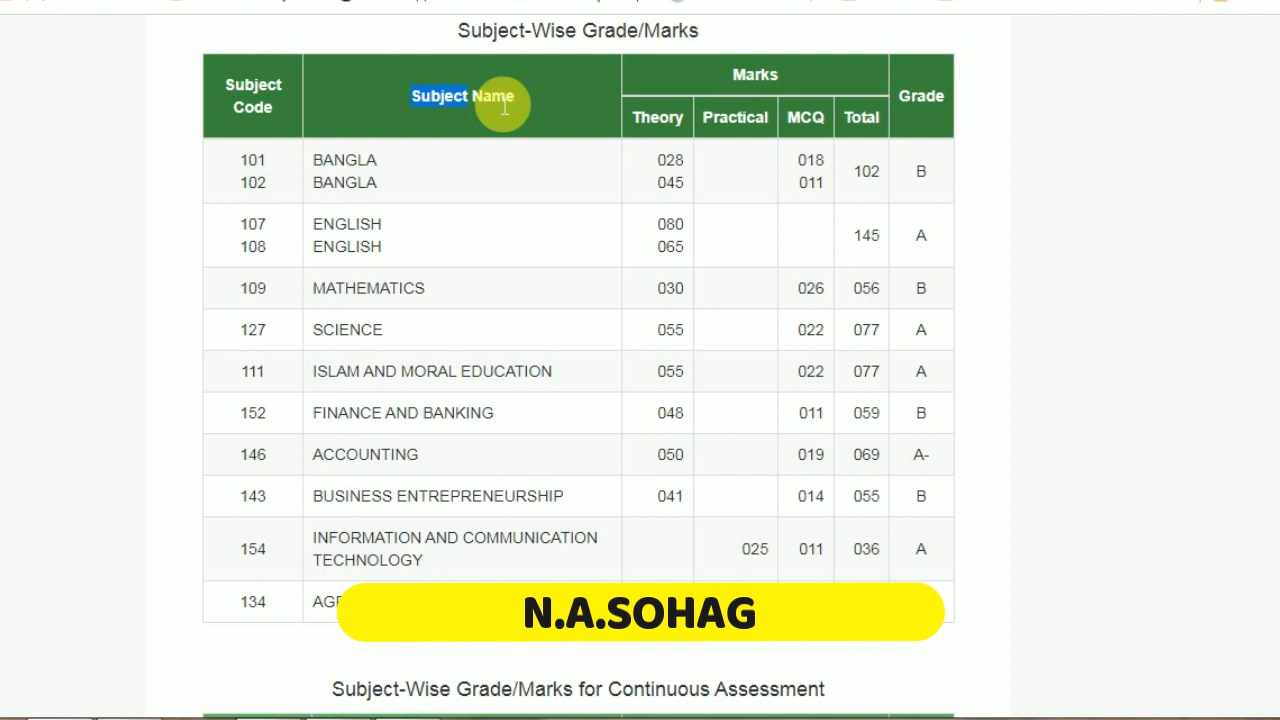 Subject-Wise Grade/Marks
Subject Code Subject Name Marks Grade
Theory Practical MCQ Total
101 BANGLA 028 018 102 B
102 BANGLA 045 011
107 ENGLISH 080 145 A
108 ENGLISH 065
109 MATHEMATICS 030 026 056 B
127 SCIENCE 055 022 077 A
111 ISLAM AND MORAL EDUCATION 055 022 077 A
152 FINANCE AND BANKING 048 011 059 B
146 ACCOUNTING 050 019 069 A-
143 BUSINESS ENTREPRENEURSHIP 041 014 055 B
154 INFORMATION AND COMMUNICATION TECHNOLOGY 025 011 036 A
134
N.A.SOHAG
Subject-Wise Grade/Marks for Continuous Assessment